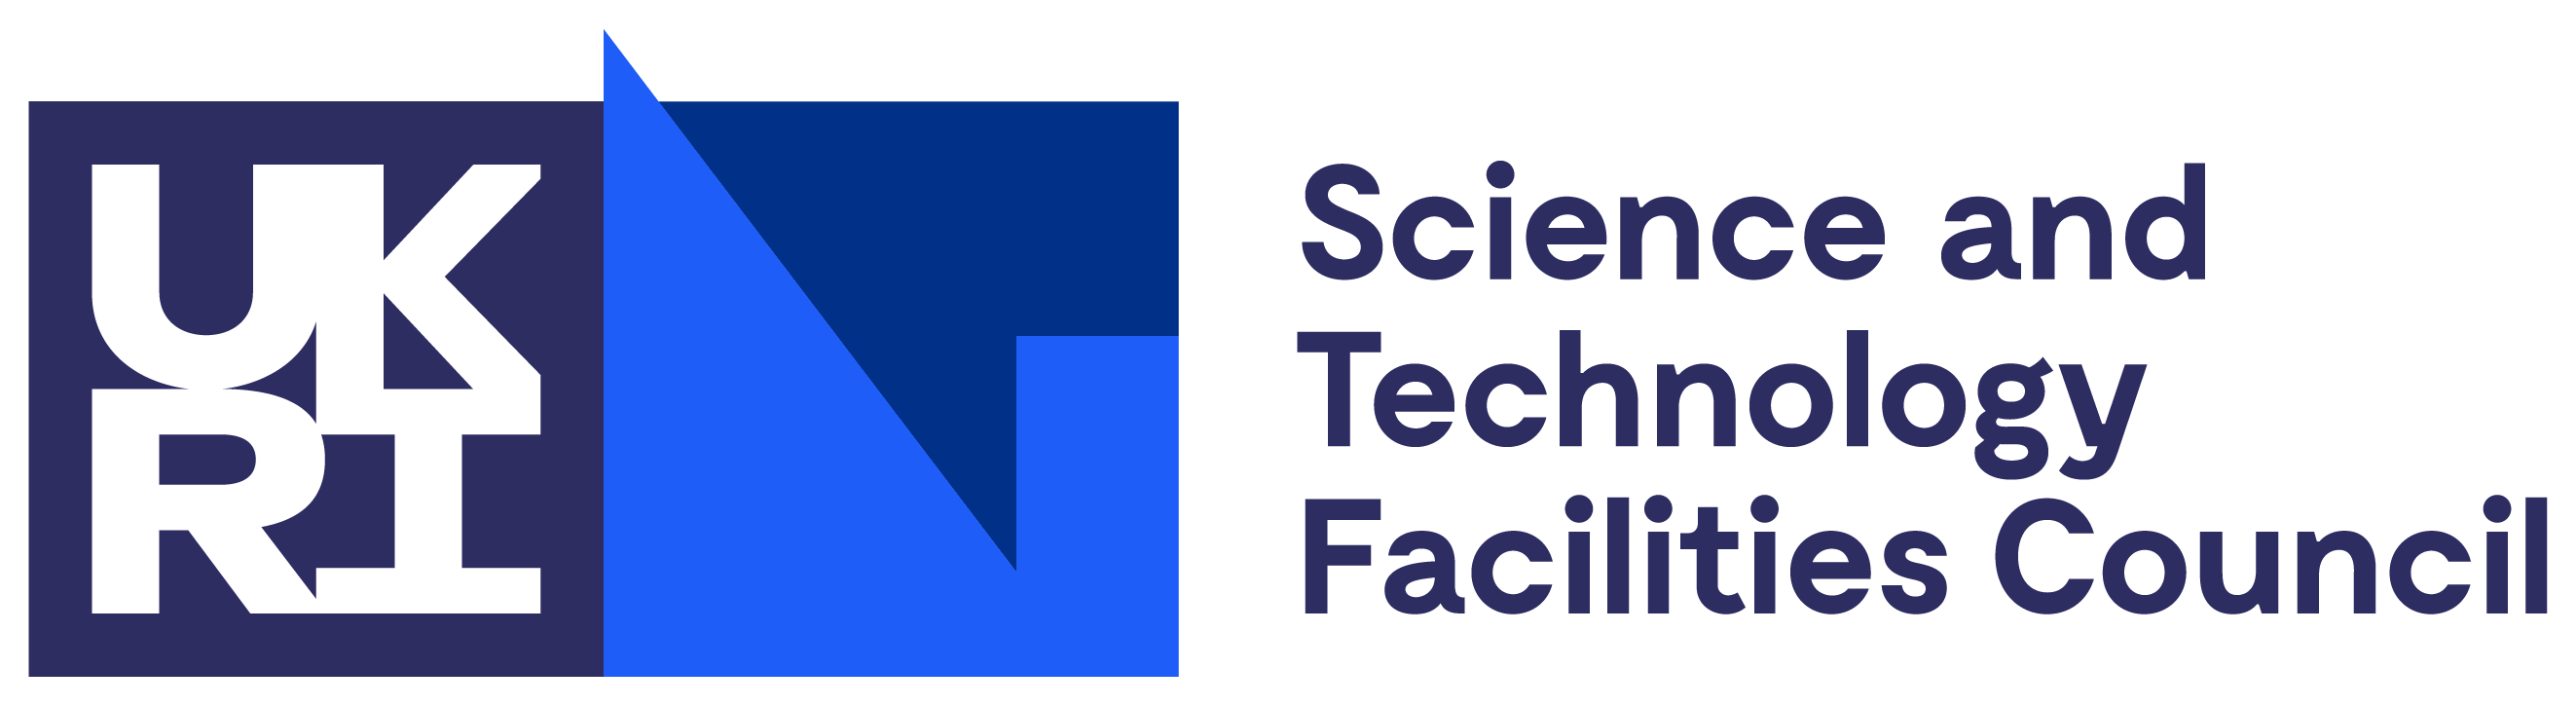 UK
RI
Science and
Technology
Facilities Council